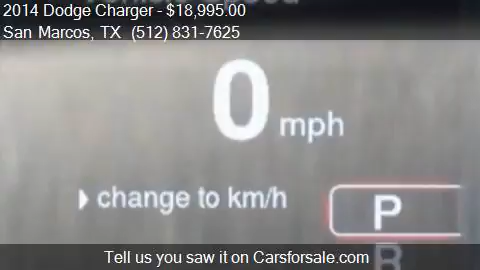 2014 Dodge Charger - $18,995.00
San Marcos, TX (512) 831-7625
0 mph
change to km/h
P
R
Tell us you saw it on Carsforsale.com